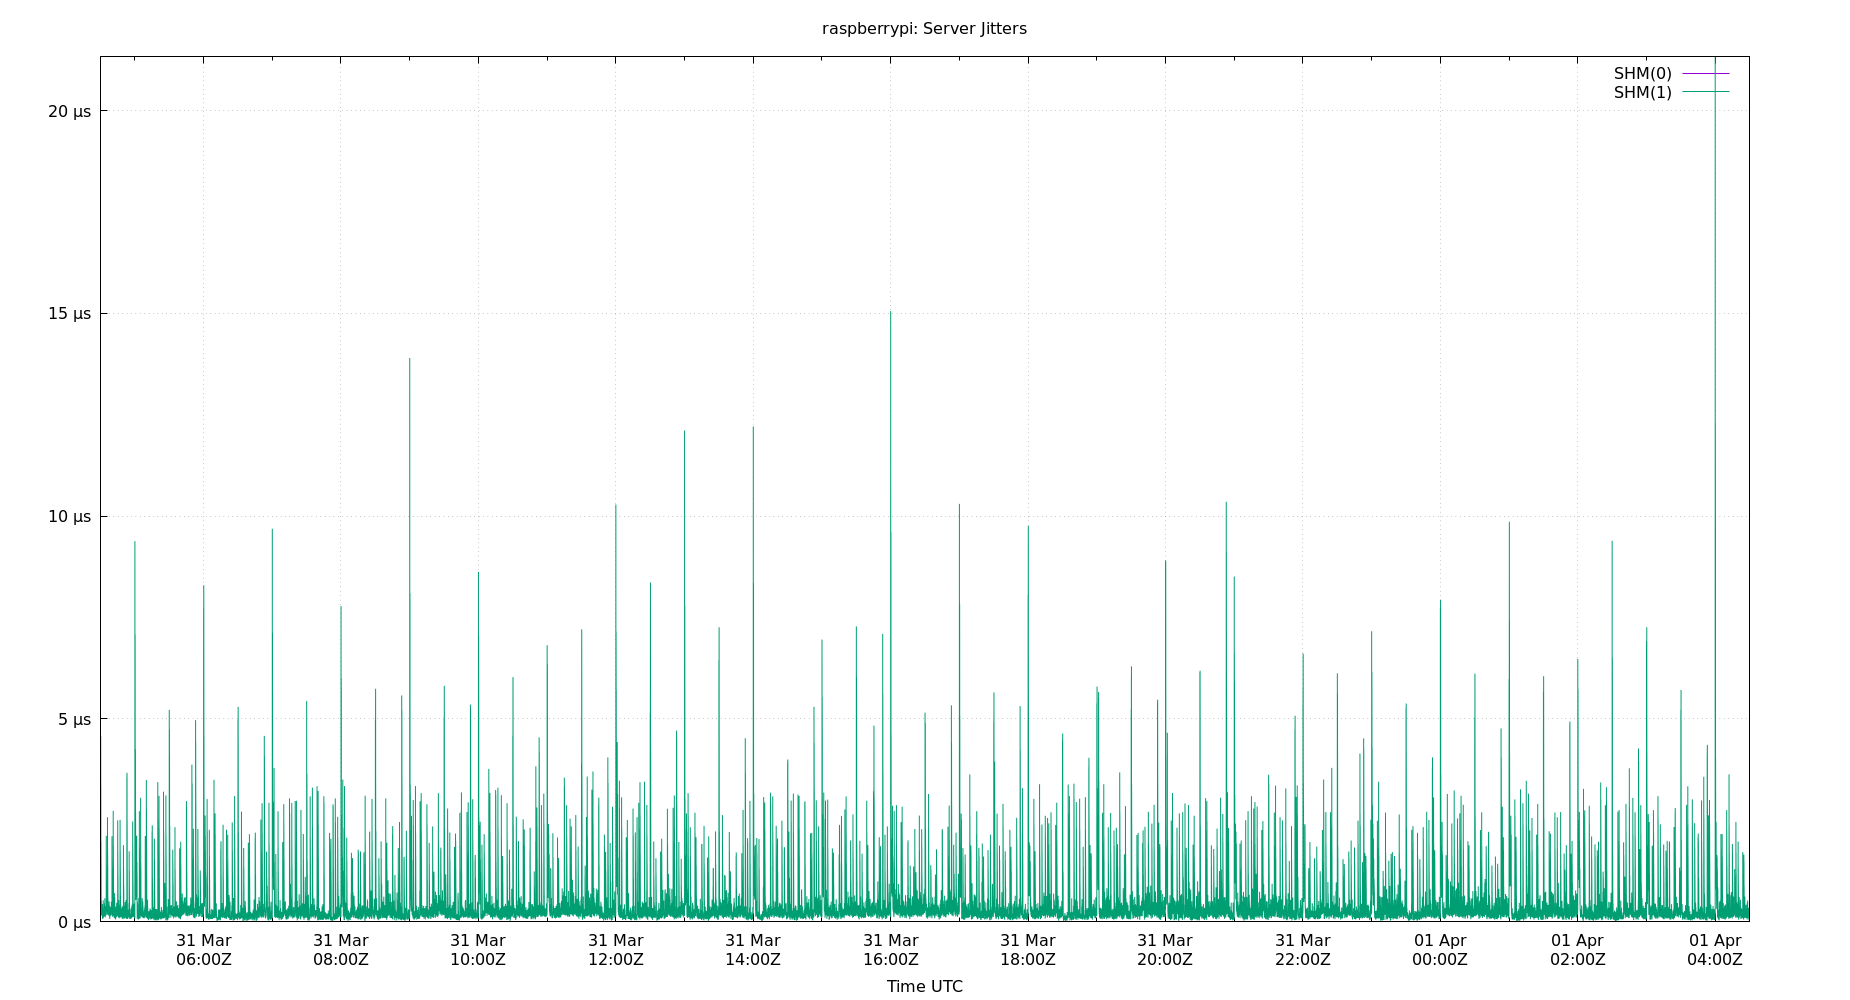 raspberrypi: Server Jitters
SHM(0)
SHM(1)
20 µs
15 µs
10 µs
5 µs
0 µs
31 Mar 31 Mar 31 Mar 31 Mar 31 Mar 31 Mar 31 Mar 31 Mar 31 Mar 01 Apr 01 Apr 01 Apr
06:00Z 08:00Z 10:00Z 12:00Z 14:00Z 16:00Z 18:00Z 20:00Z 22:00Z 00:00Z 02:00Z 04:00Z
Time UTC